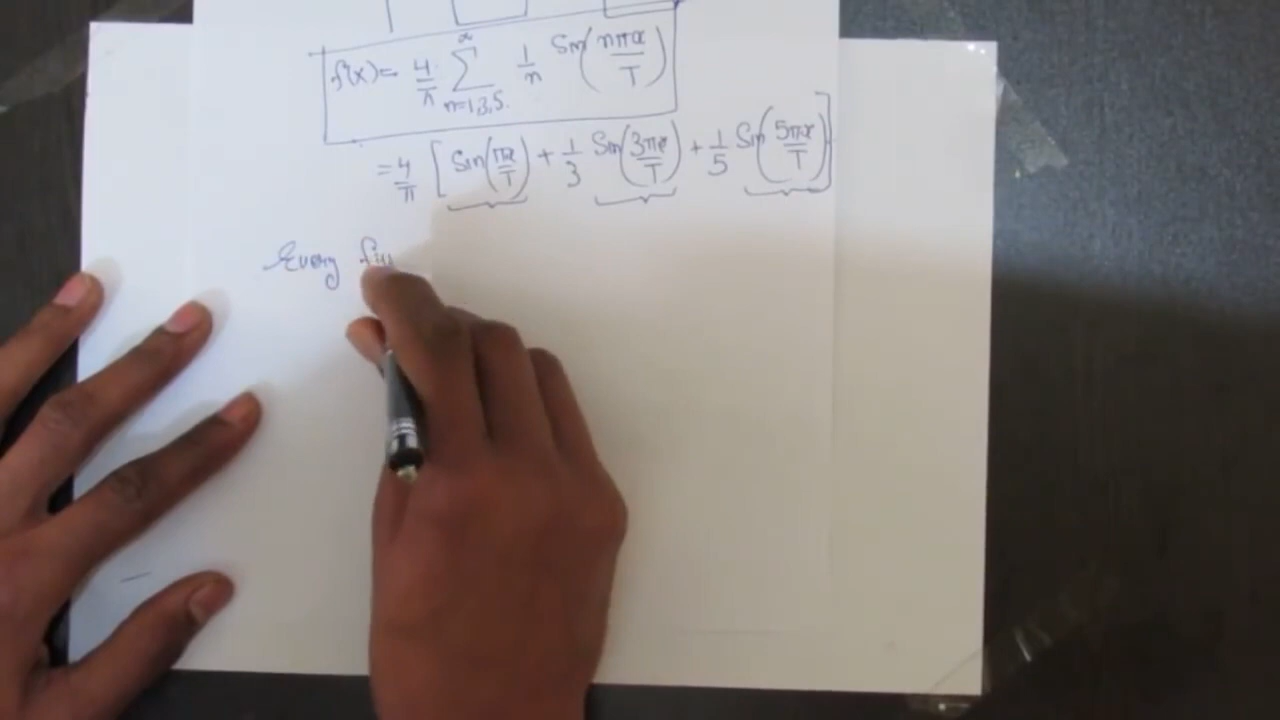 f(x)= 4/π ∑ n=1,3,5. ∞ 1/n Sin(nπx/T)
= 4/π [ Sin(πx/T) + 1/3 Sin(3πx/T) + 1/5 Sin(5πx/T) ]
Every